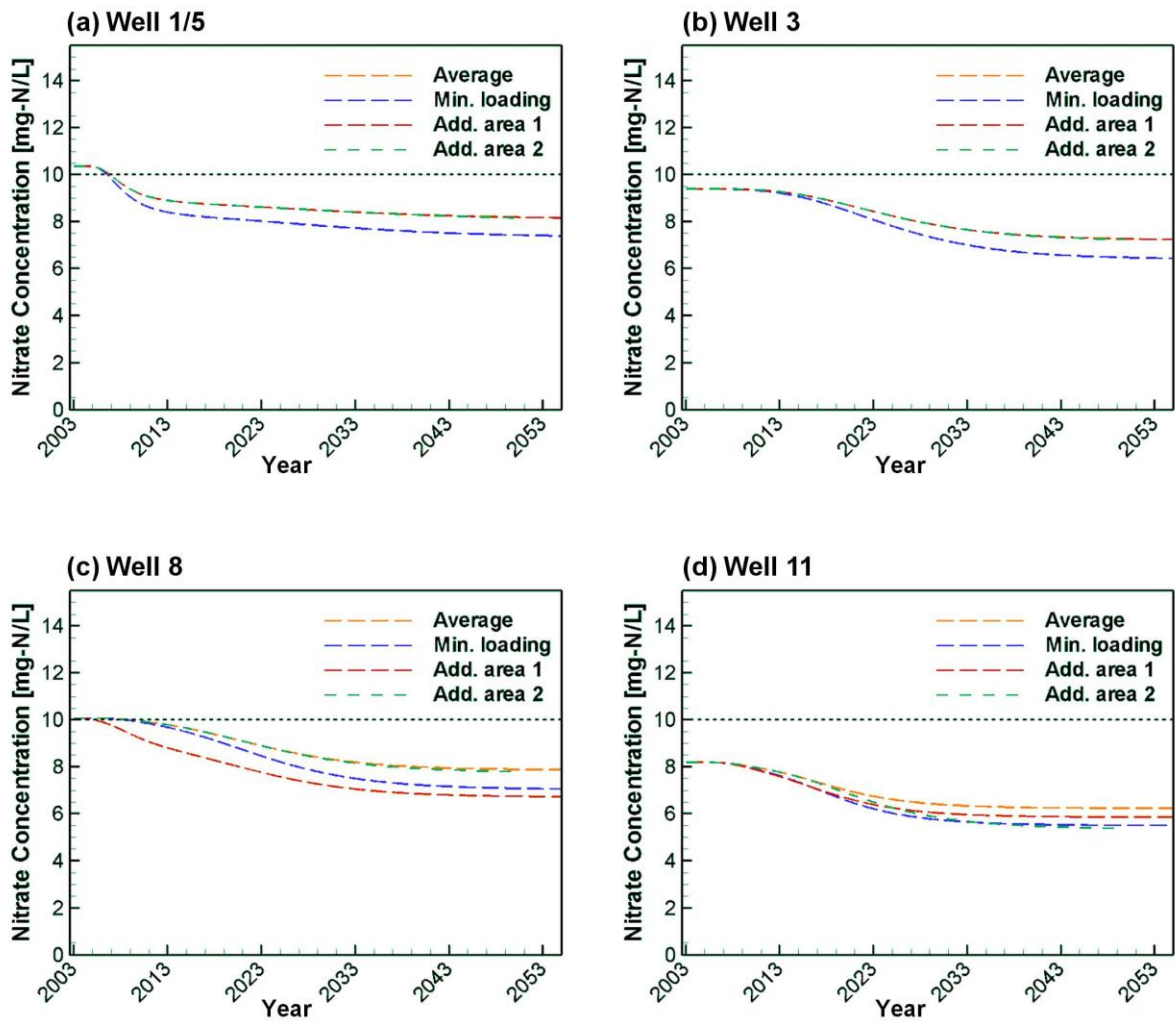 (a) Well 1/5
Nitrate Concentration [mg-N/L]
14
12
10
8
6
4
2
0
Average
Min. loading
Add. area 1
Add. area 2
2003
2013
2023
2033
2043
2053
Year
(b) Well 3
Nitrate Concentration [mg-N/L]
14
12
10
8
6
4
2
0
Average
Min. loading
Add. area 1
Add. area 2
2003
2013
2023
2033
2043
2053
Year
(c) Well 8
Nitrate Concentration [mg-N/L]
14
12
10
8
6
4
2
0
Average
Min. loading
Add. area 1
Add. area 2
2003
2013
2023
2033
2043
2053
Year
(d) Well 11
Nitrate Concentration [mg-N/L]
14
12
10
8
6
4
2
0
Average
Min. loading
Add. area 1
Add. area 2
2003
2013
2023
2033
2043
2053
Year